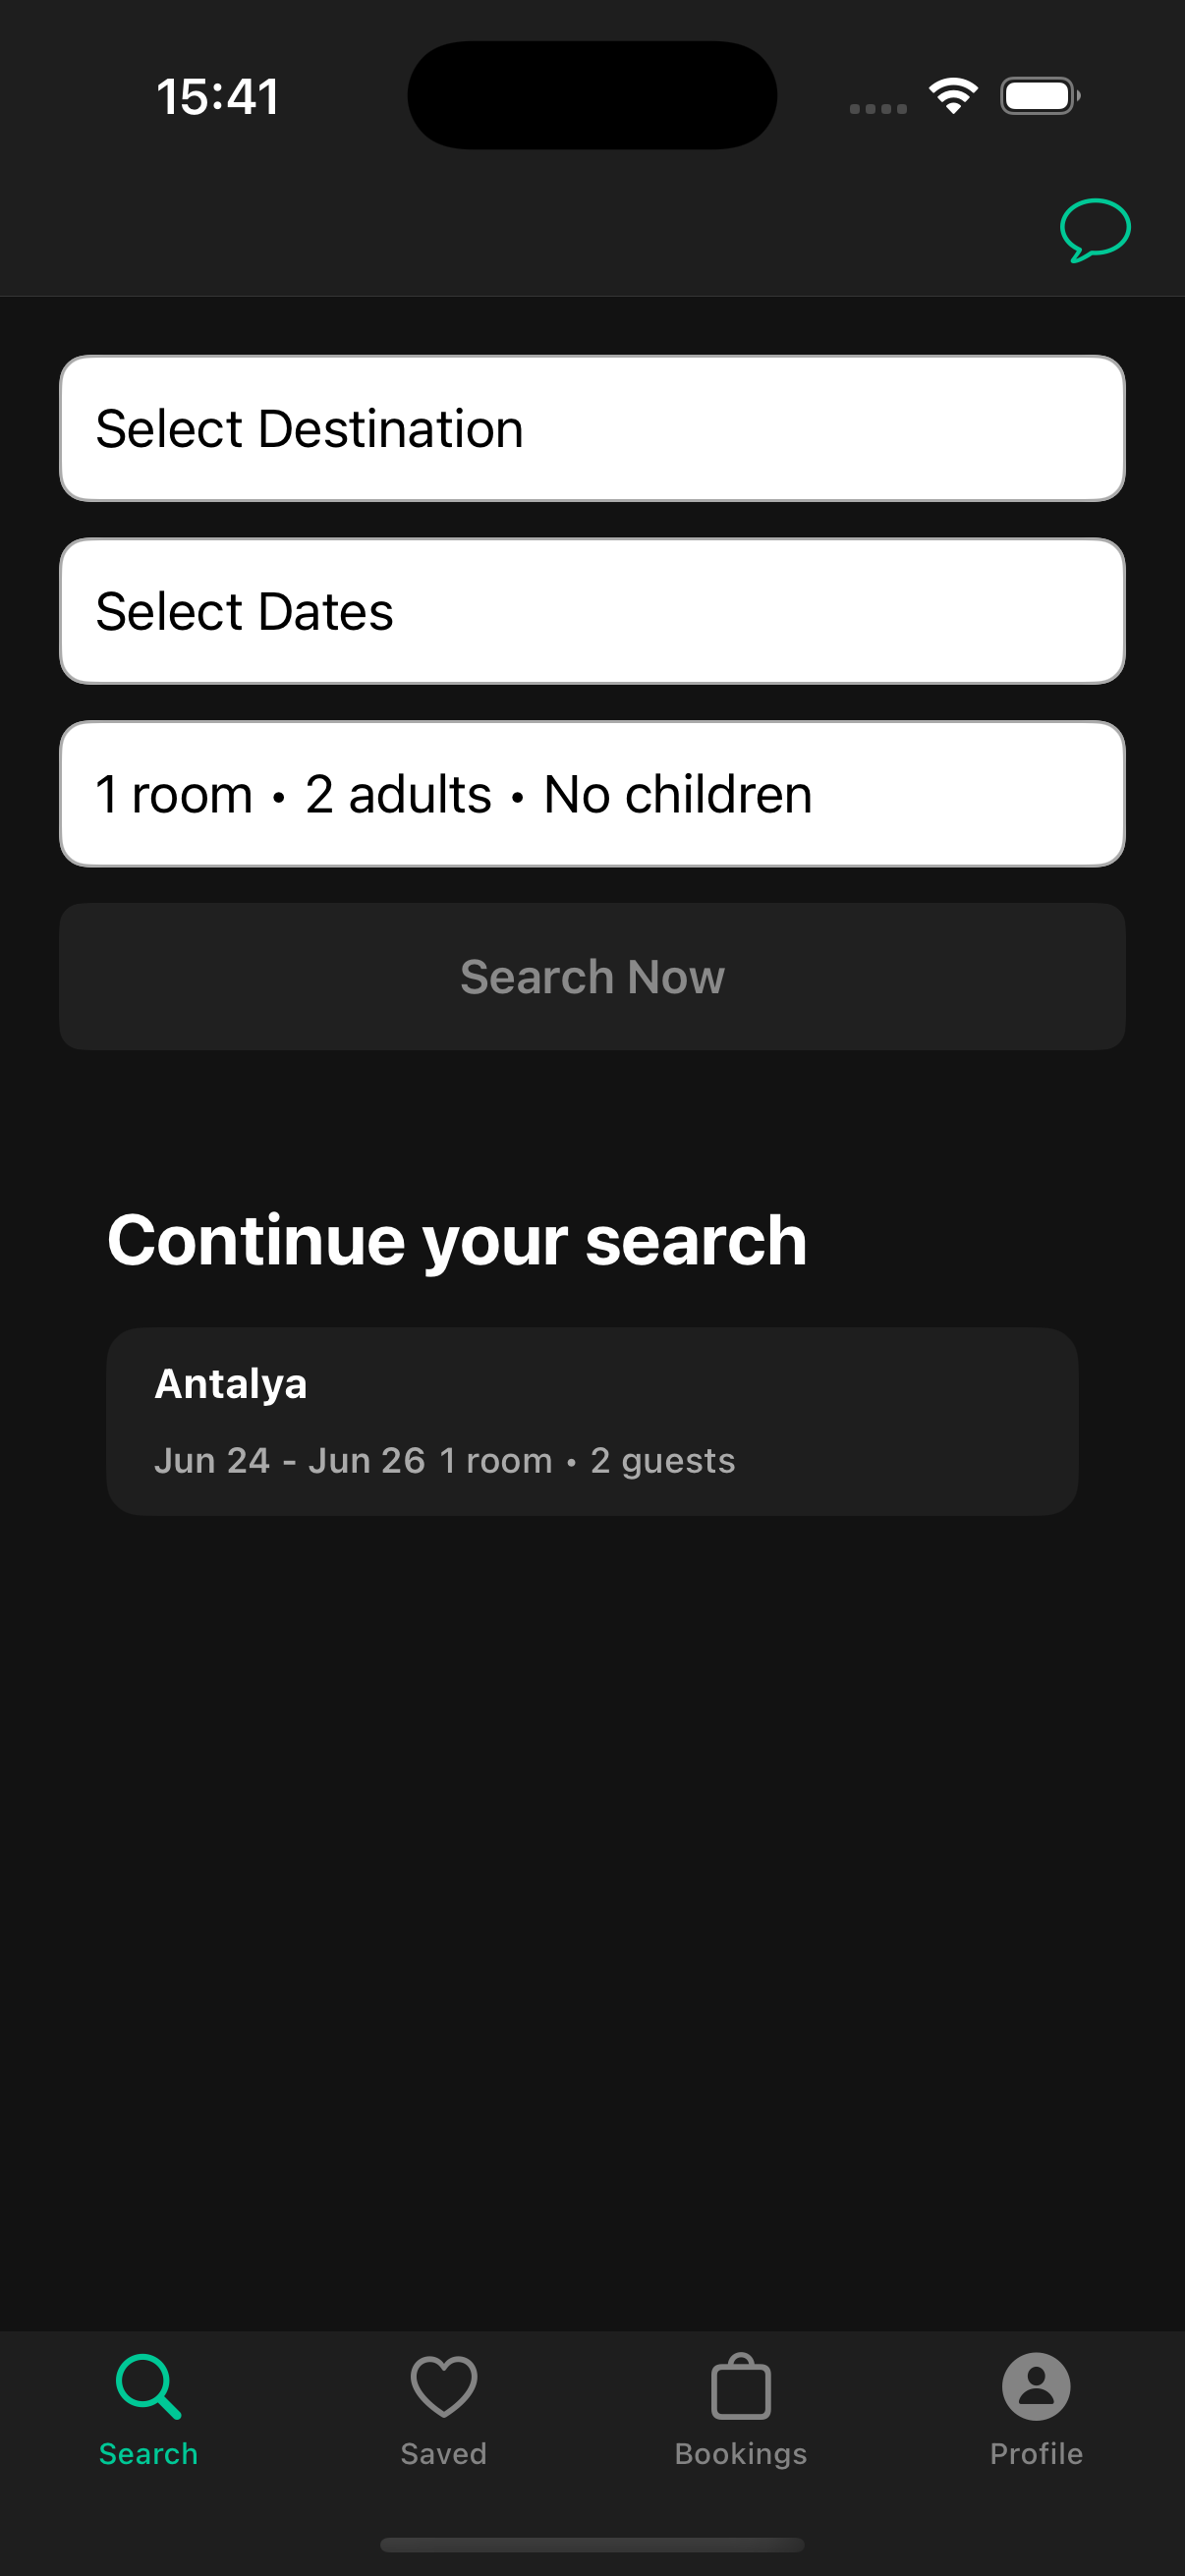 15:41
Select Destination
Select Dates
1 room • 2 adults • No children
Search Now
Continue your search
Antalya
Jun 24 - Jun 26 1 room • 2 guests
Search
Saved
Bookings
Profile